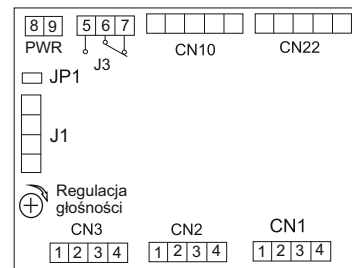 8 9 5 6 7
PWR J3 CN10 CN22
JP1
J1
Regulacja
głośności
CN3 CN2 CN1
1 2 3 4 1 2 3 4 1 2 3 4